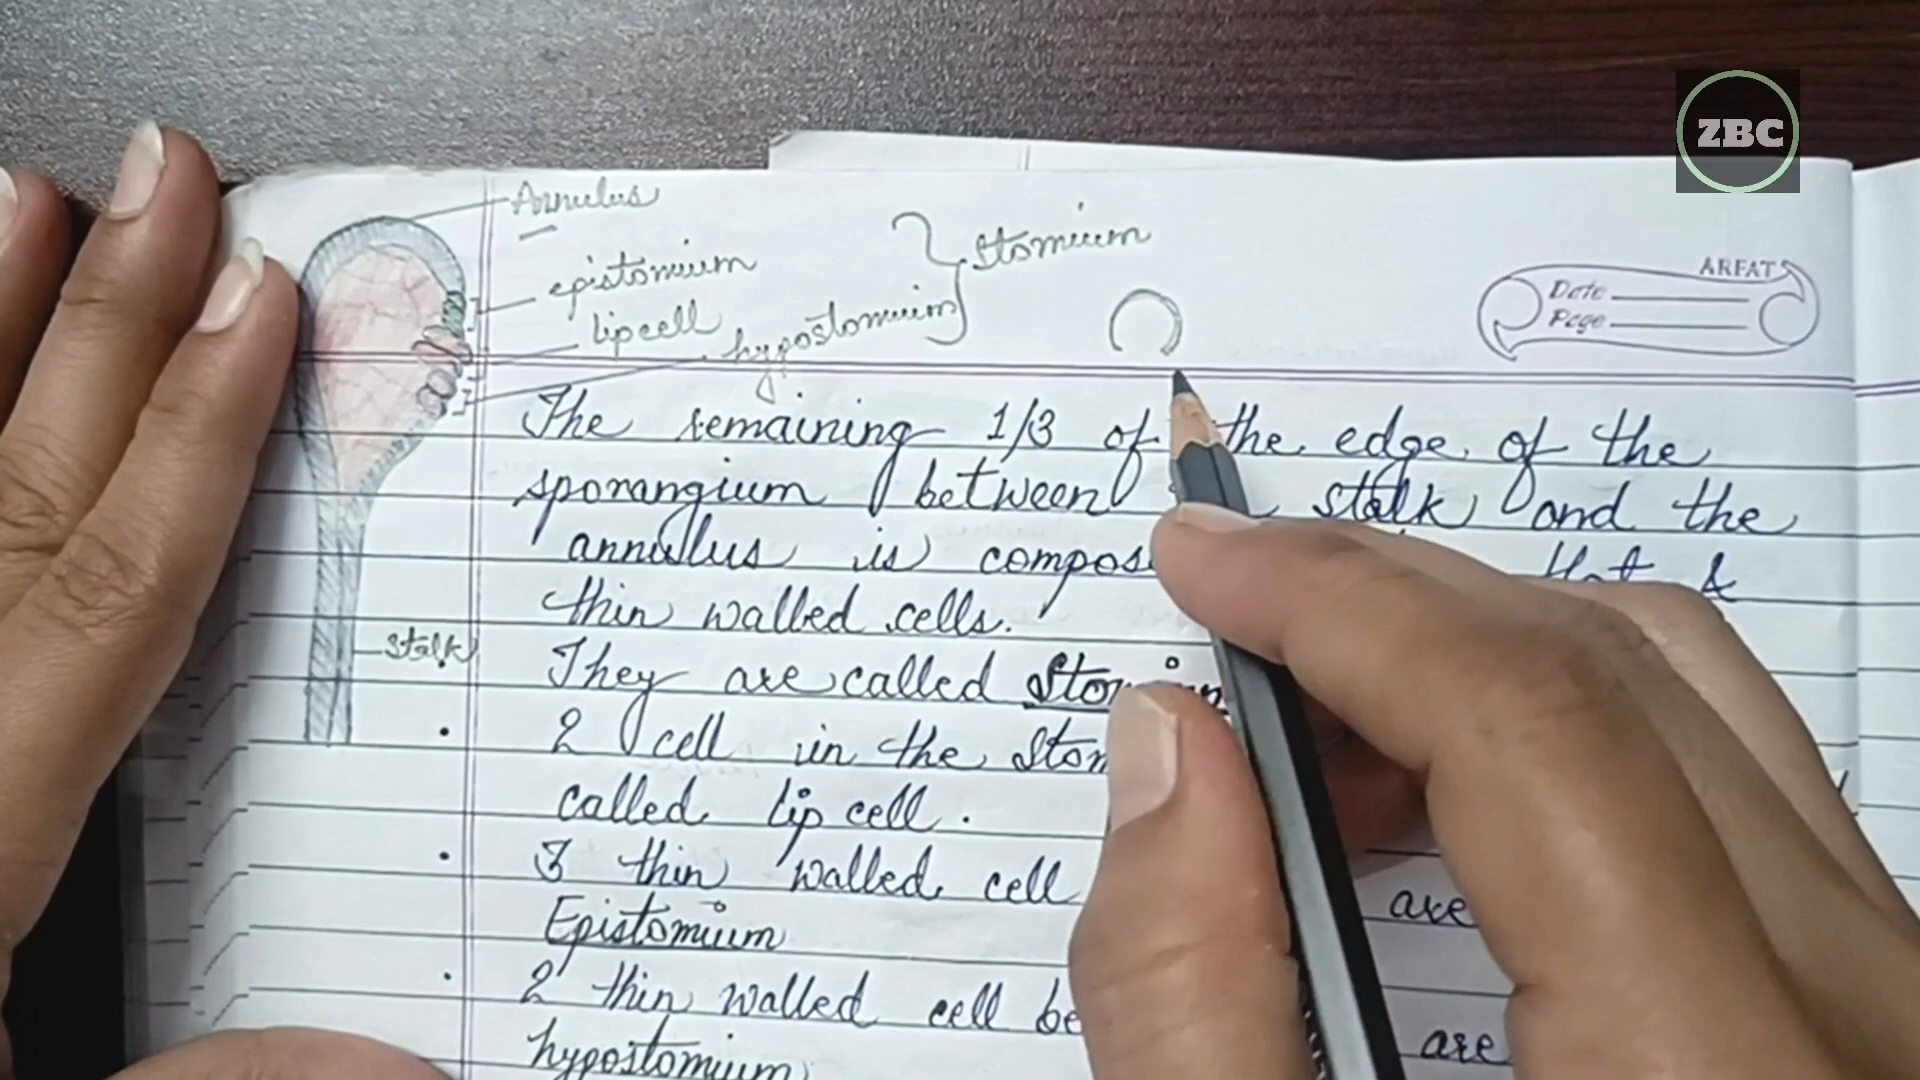 ZBC
Annulus
epistomium
Stomium
lip cell
hypostomium
ARFAT
Date
Page
The remaining 1/3 of the edge of the
sporangium between stalk and the
annulus is compos that &
thin walled cells.
Stalk
They are called Stomium
2 cell in the Stom
called lip cell.
3 thin walled cell are
Epistomium
2 thin walled cell be are
hypostomium